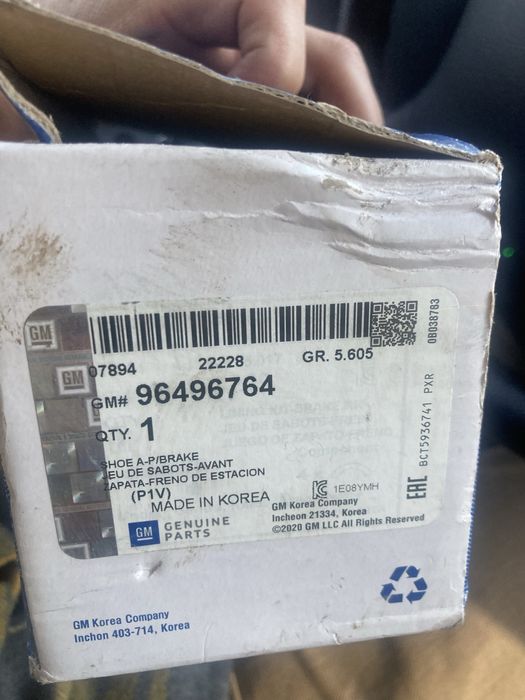 GM
GM
07894
22228
GR. 5.605
0B038783
GM# 96496764
QTY. 1
SHOE A-P/BRAKE
JEU DE SABOTS-AVANT
ZAPATA-FRENO DE ESTACION
(P1V)
MADE IN KOREA
1E08YMH
GM GENUINE
PARTS
GM Korea Company
Incheon 21334, Korea
©2020 GM LLC All Rights Reserved
EAC BCT5936741 PXR
GM Korea Company
Inchon 403-714, Korea